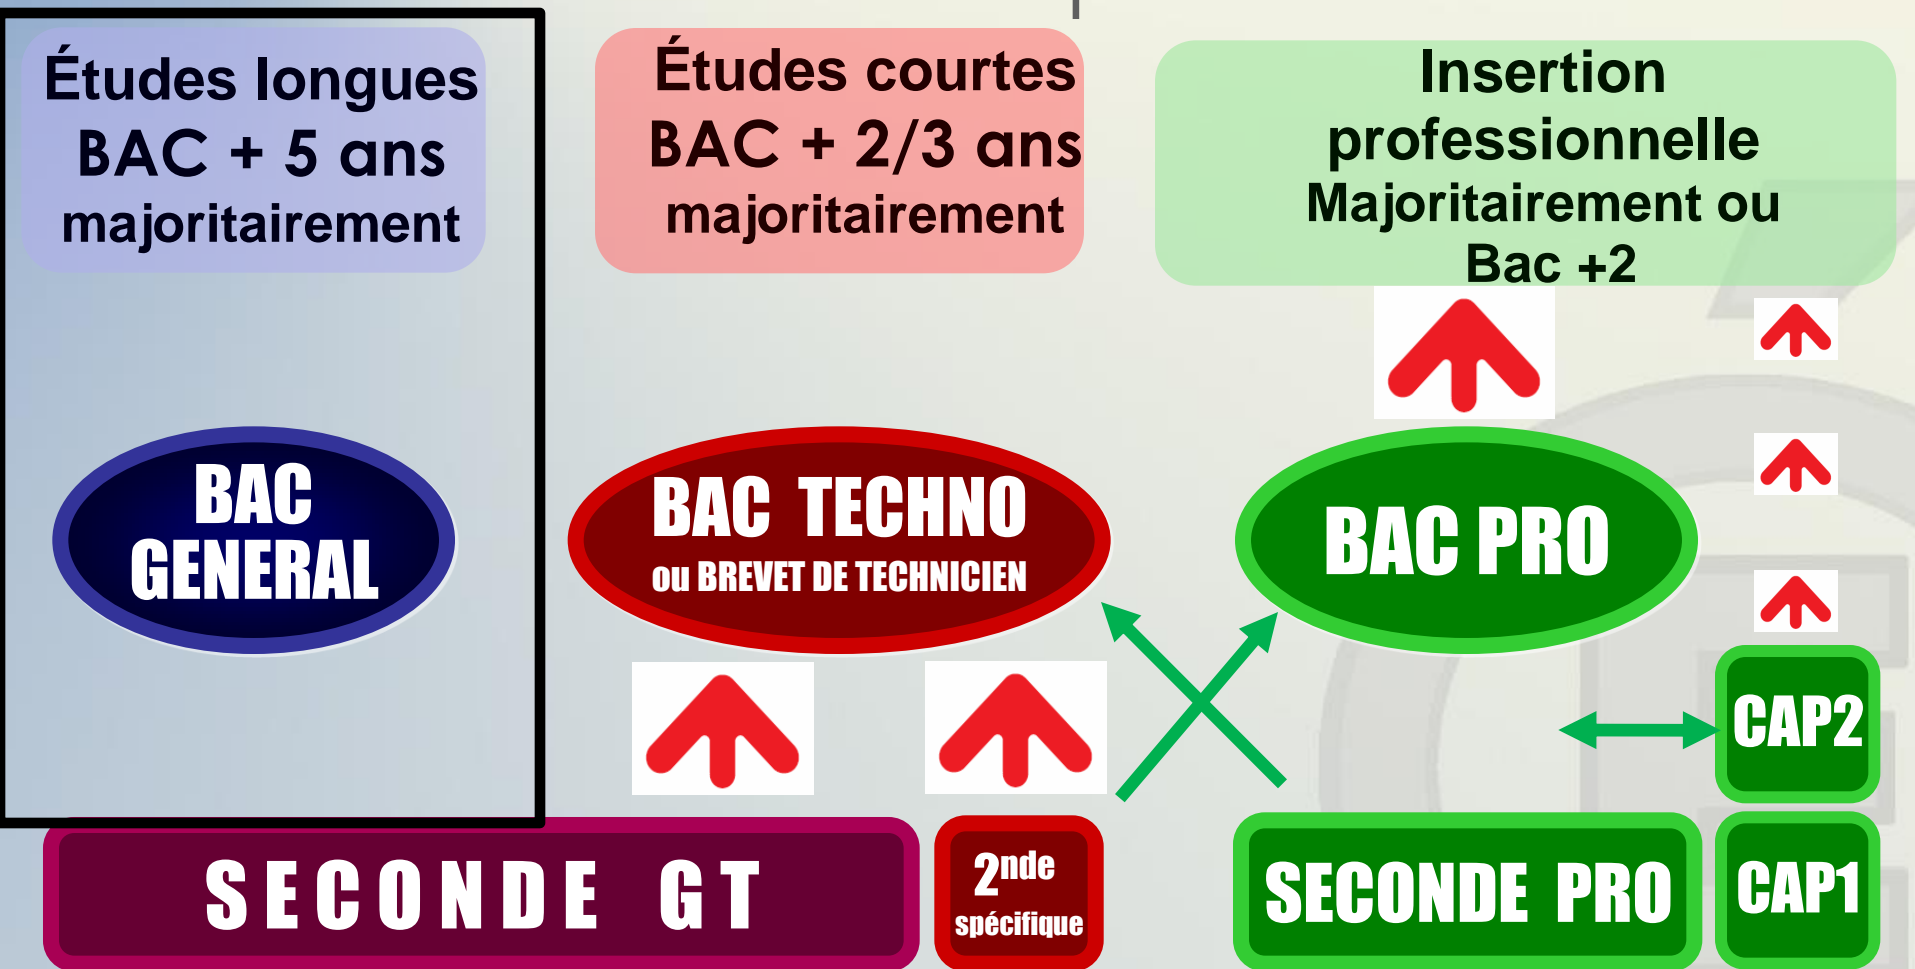 Études longues
BAC + 5 ans
majoritairement
Études courtes
BAC + 2/3 ans
majoritairement
Insertion
professionnelle
Majoritairement ou
Bac +2
BAC
GENERAL
BAC TECHNO
ou BREVET DE TECHNICIEN
BAC PRO
CAP2
SECONDE GT
2nde
spécifique
SECONDE PRO
CAP1